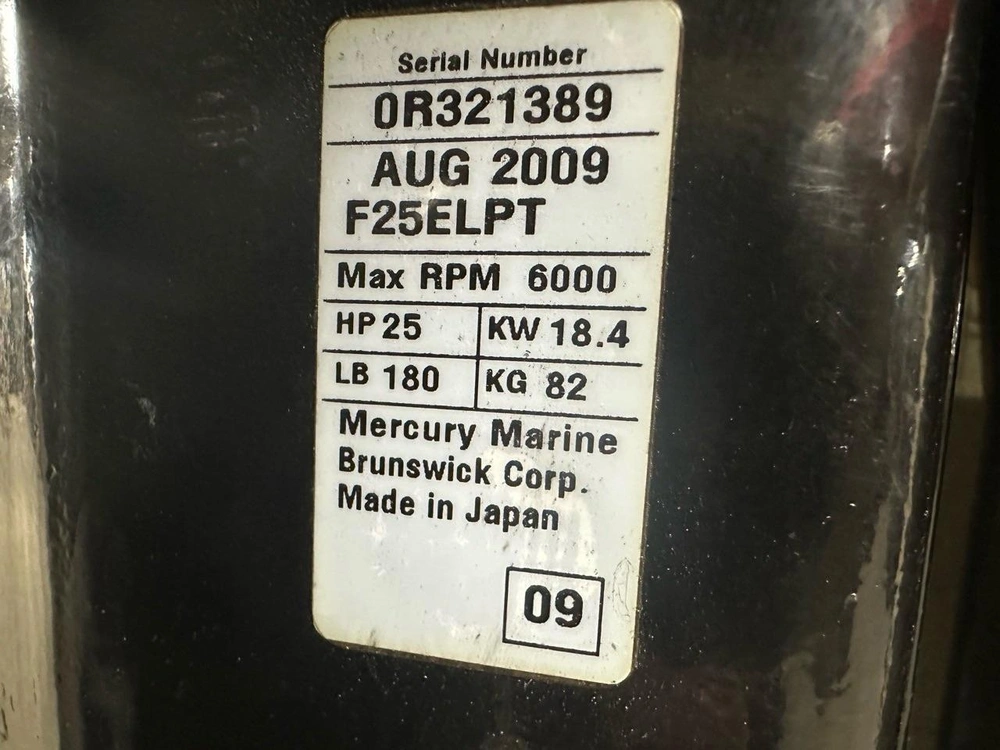 Serial Number
0R321389
AUG 2009
F25ELPT
Max RPM 6000
HP 25 KW 18.4
LB 180 KG 82
Mercury Marine
Brunswick Corp.
Made in Japan
09